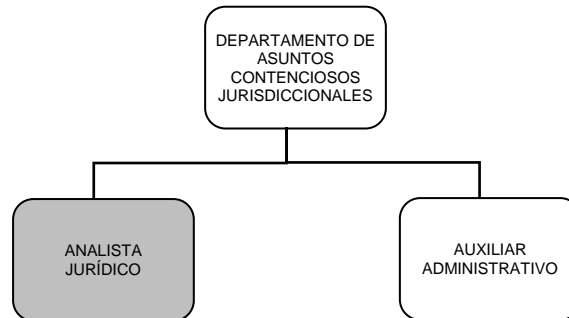 DEPARTAMENTO DE
ASUNTOS
CONTENCIOSOS
JURISDICCIONALES
ANALISTA
JURÍDICO
AUXILIAR
ADMINISTRATIVO